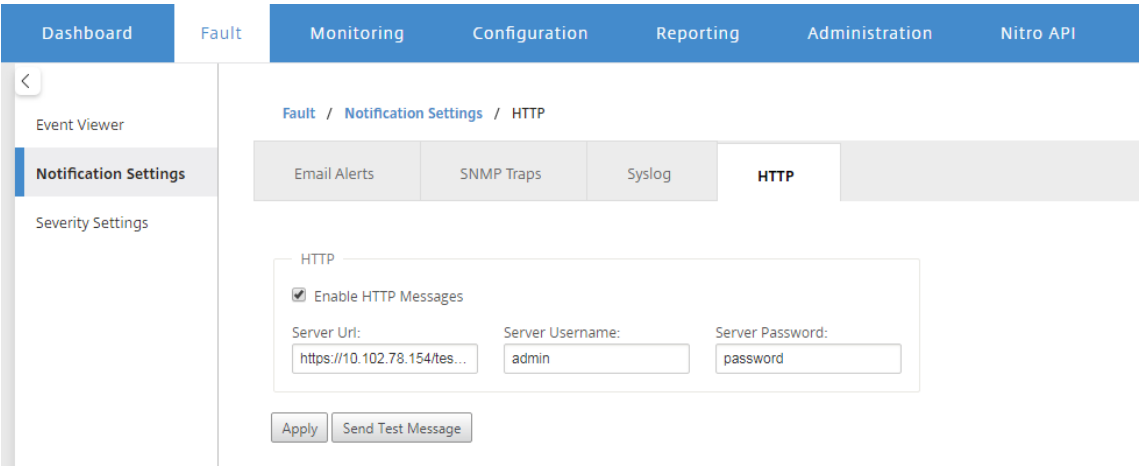 Dashboard Fault Monitoring Configuration Reporting Administration Nitro API
Event Viewer
Notification Settings
Severity Settings
Fault / Notification Settings / HTTP
Email Alerts SNMP Traps Syslog HTTP
HTTP
Enable HTTP Messages
Server Url: Server Username: Server Password:
https://10.102.78.154/tes... admin password
Apply Send Test Message